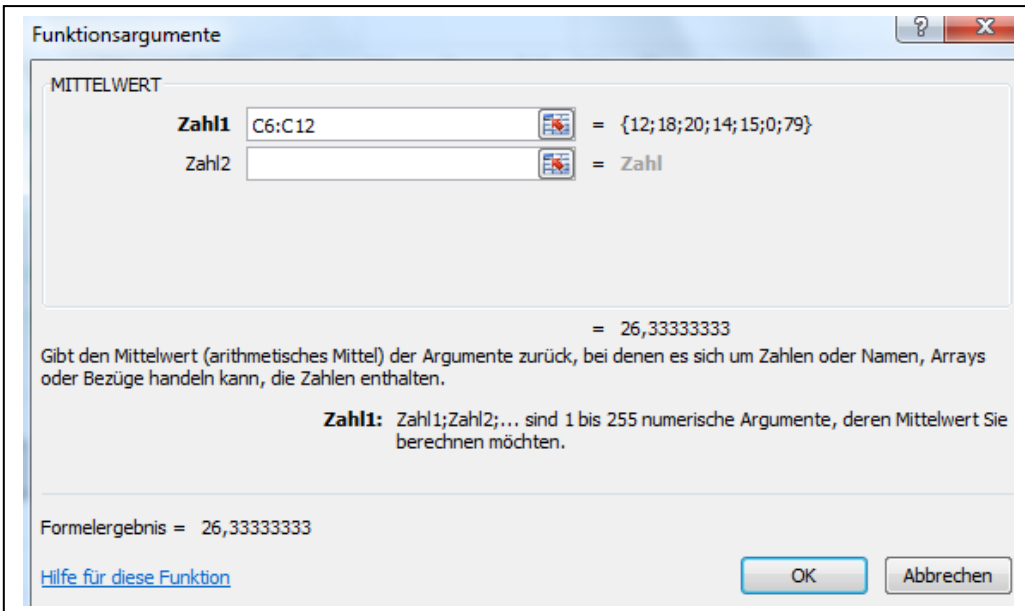 Funktionsargumente
MITTELWERT
Zahl1 C6:C12 = {12;18;20;14;15;0;79}
Zahl2 = Zahl
= 26,33333333
Gibt den Mittelwert (arithmetisches Mittel) der Argumente zurück, bei denen es sich um Zahlen oder Namen, Arrays
oder Bezüge handeln kann, die Zahlen enthalten.
Zahl1: Zahl1;Zahl2;... sind 1 bis 255 numerische Argumente, deren Mittelwert Sie
berechnen möchten.
Formelergebnis = 26,33333333
Hilfe für diese Funktion
OK Abbrechen